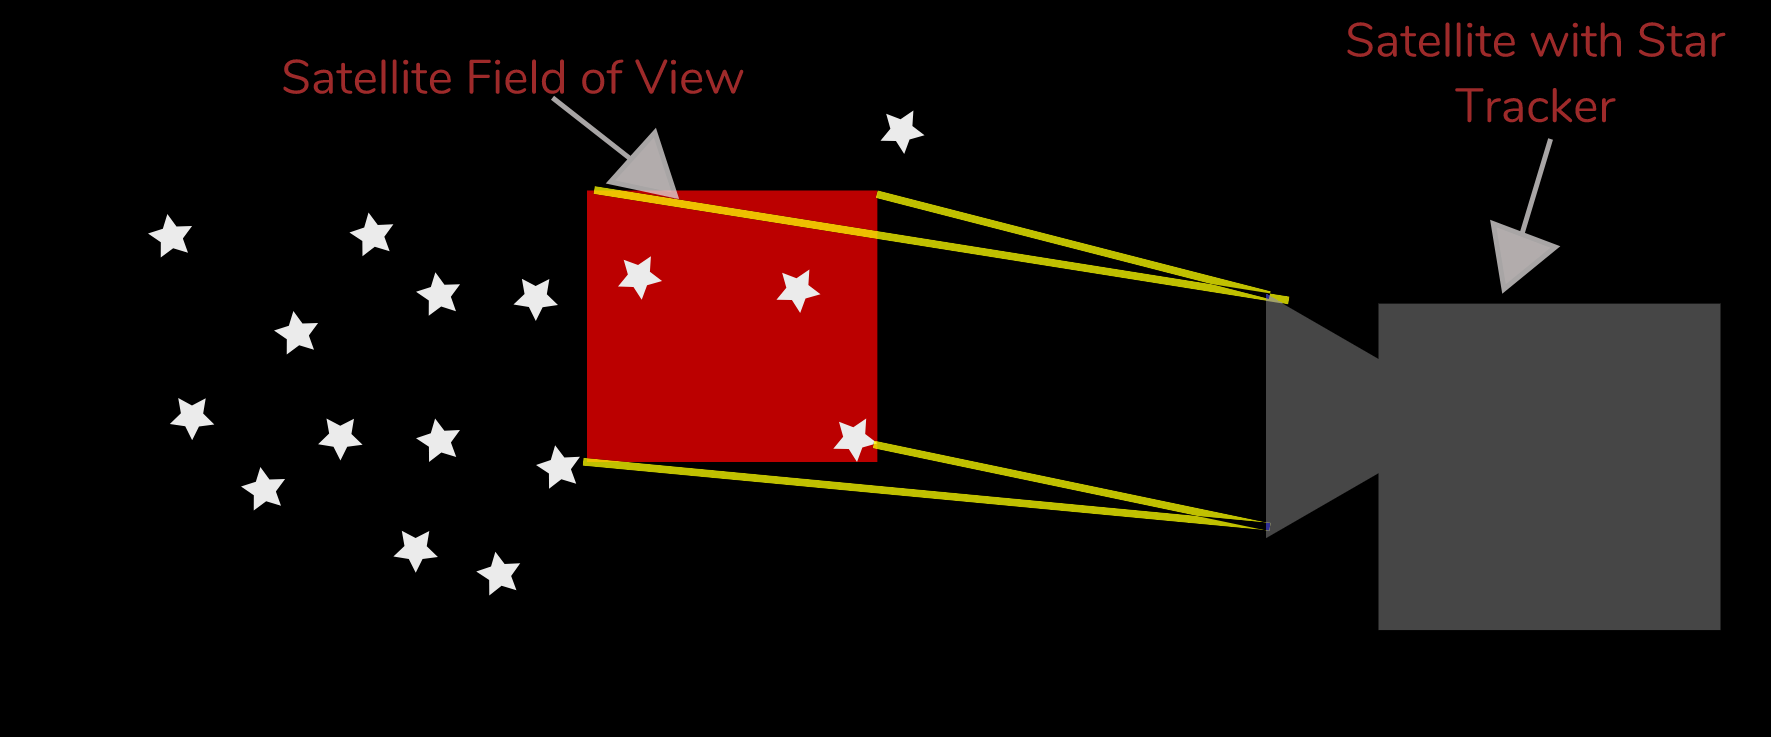 Satellite Field of View
Satellite with Star
Tracker